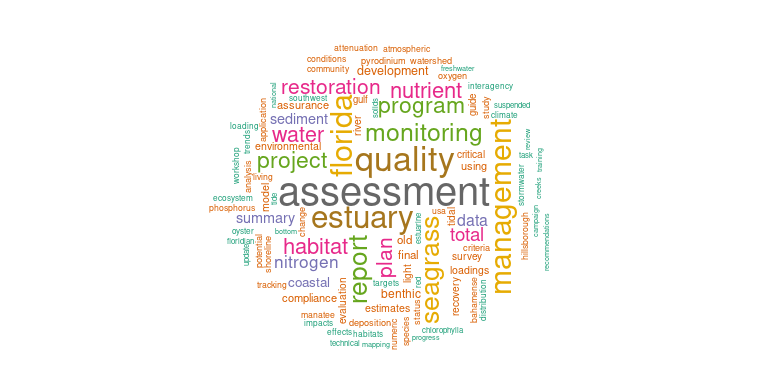 attenuation
atmospheric
conditions
pyrodinium
watershed
community
development
freshwater
oxygen
national
restoration
nutrient
interagency
southwest
gulf
solids
program
guide
study
suspended
assurance
application
florida
river
climate
sediment
monitoring
loading
trends
water
environmental
quality
critical
management
review
workshop
project
using
task
training
analysis
living
ecosystem
model
tide
assessment
stormwater
creeks
phosphorus
summary
change
estuary
estuarine
usa
tidal
data
campaign
hillsborough
recommendations
oyster
bottom
floridian
potential
shoreline
habitat
old
seagrass
total
criteria
update
nitrogen
report
plan
final
light
survey
loadings
tracking
coastal
targets
red
recovery
bahamense
distribution
compliance
evaluation
benthic
manatee
estimates
status
impacts
deposition
species
numeric
chlorophylla
effects
habitats
progress
technical
mapping